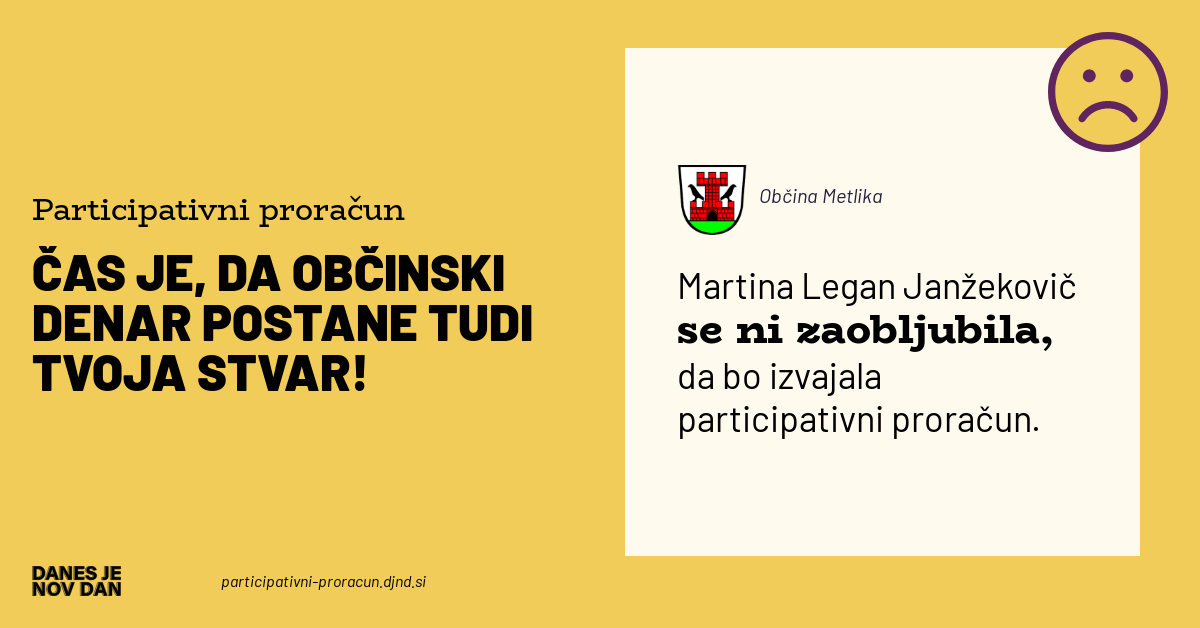 Participativni proračun
ČAS JE, DA OBČINSKI
DENAR POSTANE TUDI
TVOJA STVAR!
Občina Metlika
Martina Legan Janžekovič
se ni zaobljubila,
da bo izvajala
participativni proračun.
DANES JE
NOV DAN
participativni-proracun.djnd.si